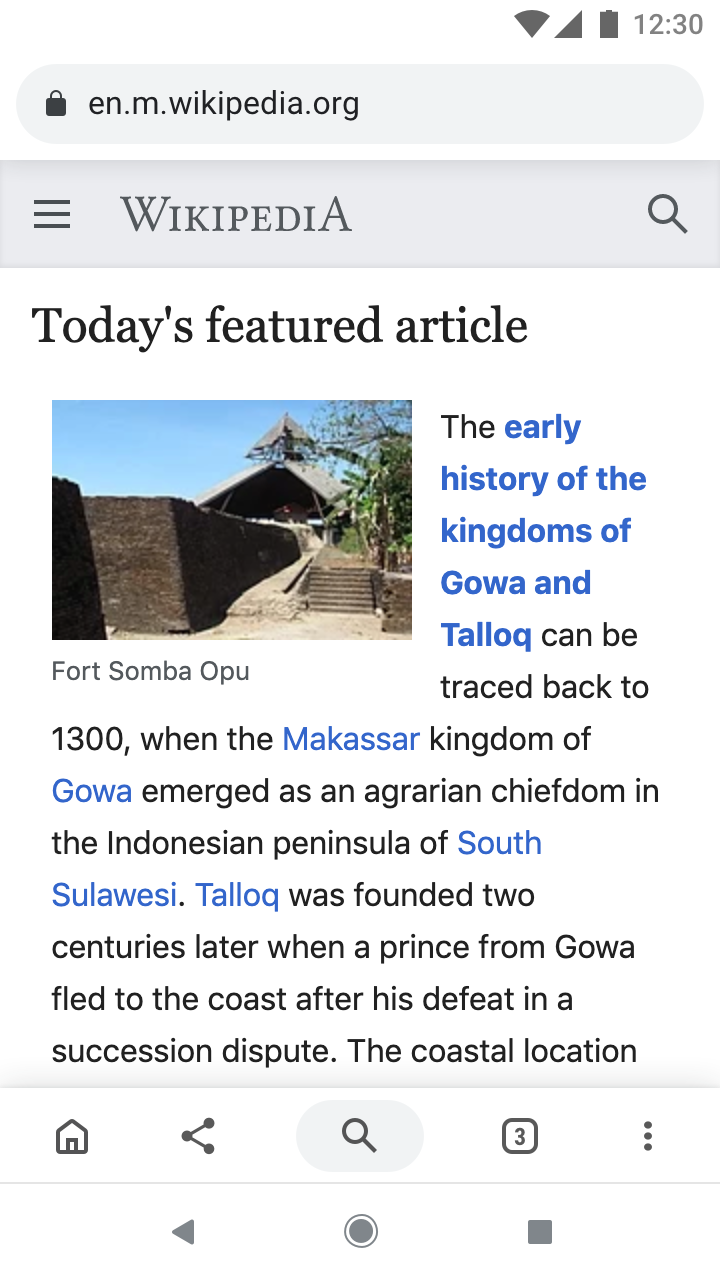 12:30
en.m.wikipedia.org
WIKIPEDIA
Today's featured article
The early
history of the
kingdoms of
Gowa and
Talloq can be
traced back to
Fort Somba Opu
1300, when the Makassar kingdom of
Gowa emerged as an agrarian chiefdom in
the Indonesian peninsula of South
Sulawesi. Talloq was founded two
centuries later when a prince from Gowa
fled to the coast after his defeat in a
succession dispute. The coastal location
3